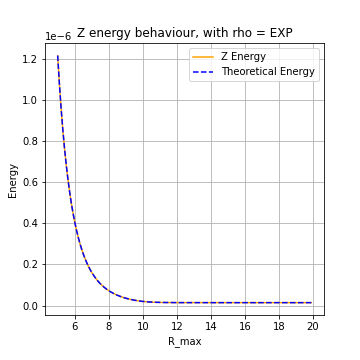 Z energy behaviour, with rho = EXP
1e-6
Z Energy
Theoretical Energy
1.2
1.0
0.8
0.6
0.4
0.2
0.0
Energy
6 8 10 12 14 16 18 20
R_max